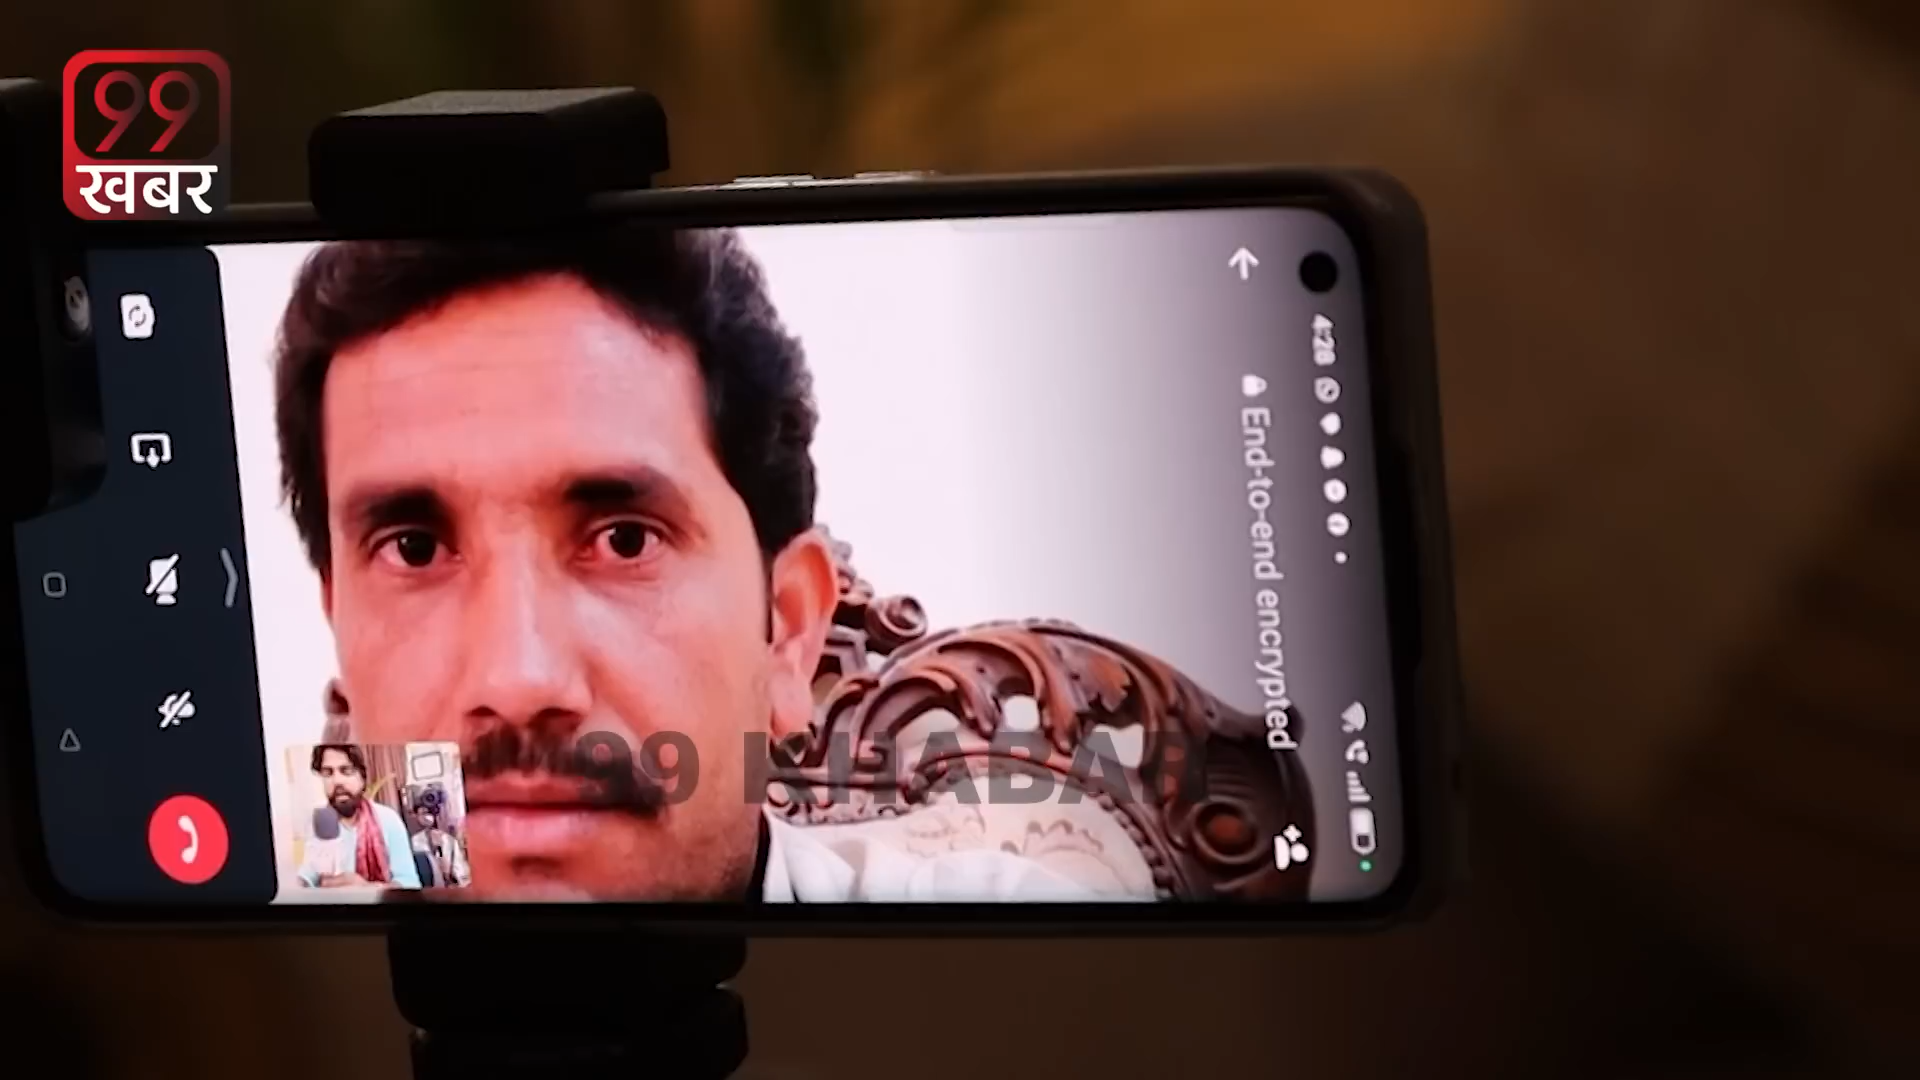 99
खबर
4:28
End-to-end encrypted
99 KHABAR